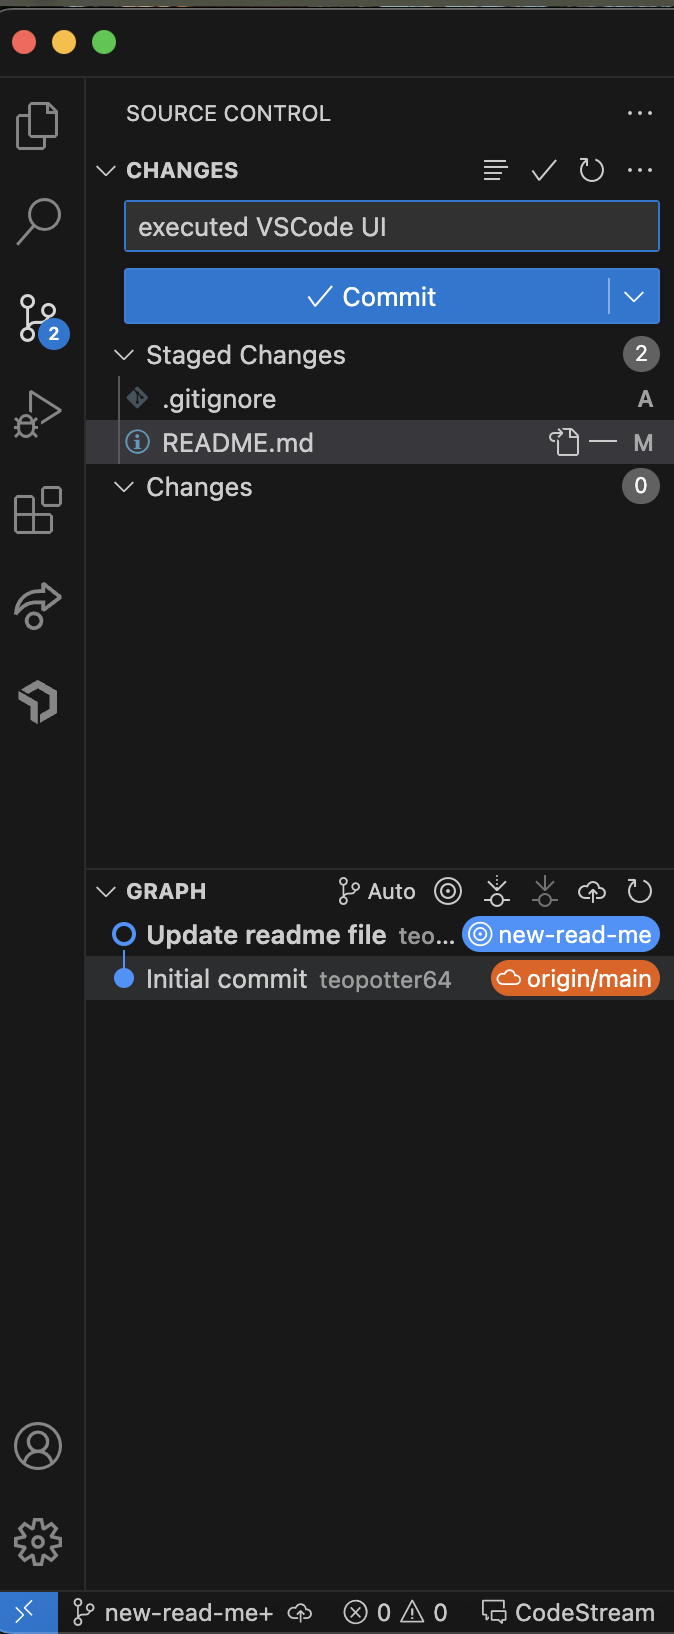 SOURCE CONTROL
CHANGES
executed VSCode UI
Commit
Staged Changes 2
.gitignore A
README.md M
Changes 0
2
GRAPH Auto
Update readme file teo... new-read-me
Initial commit teopotter64 origin/main
new-read-me+ 0 0 CodeStream